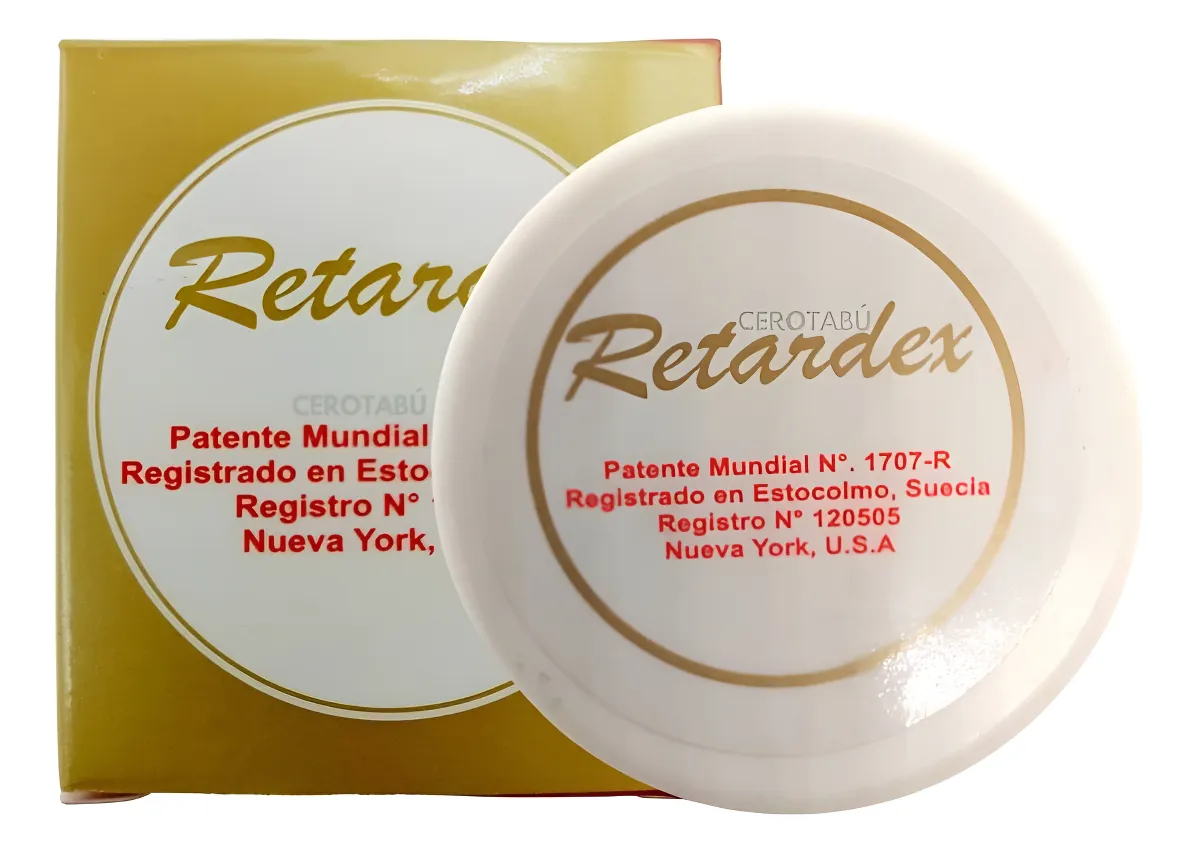 Retar
CEROTABÚ
Patente Mundial
Registrado en Esto
Registro N°
Nueva York,
CEROTABÚ
Retardex
Patente Mundial N°. 1707-R
Registrado en Estocolmo, Suecia
Registro N° 120505
Nueva York, U.S.A